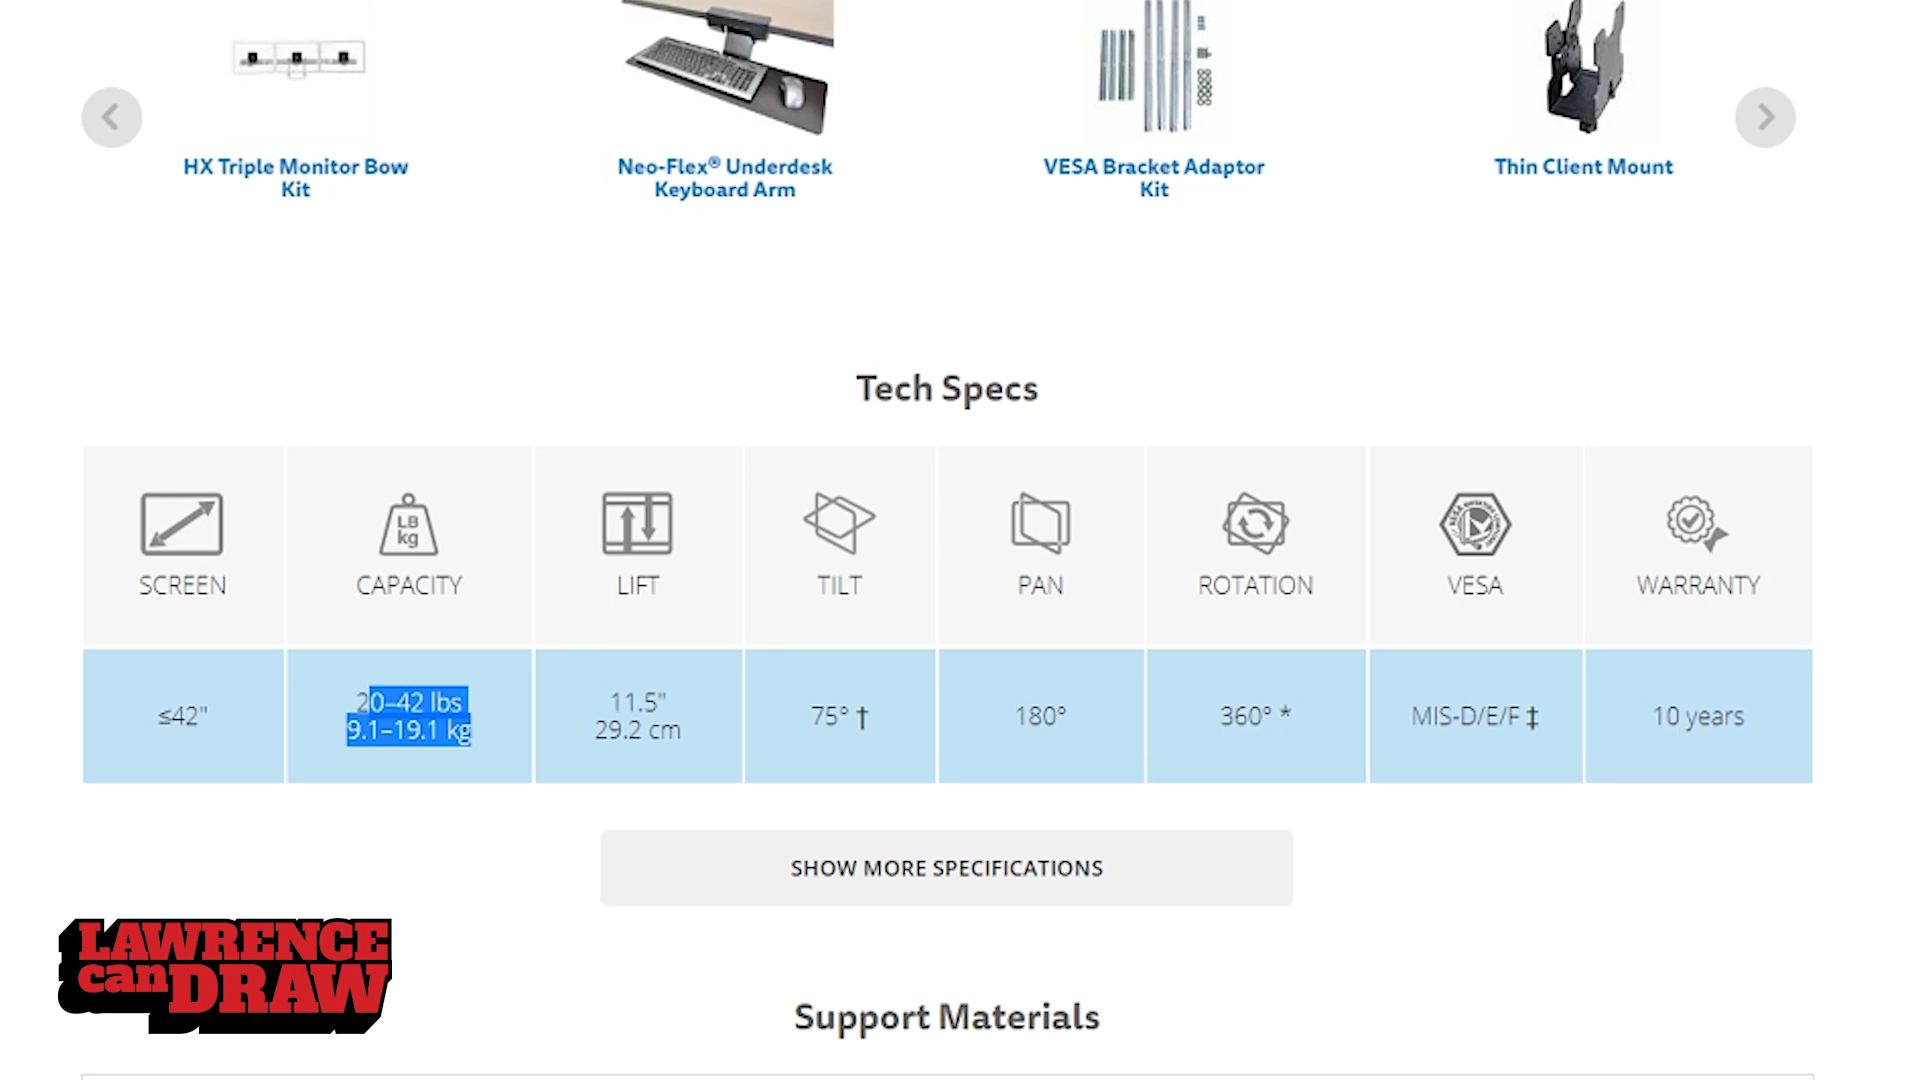 HX Triple Monitor Bow
Kit
Neo-Flex® Underdesk
Keyboard Arm
VESA Bracket Adaptor
Kit
Thin Client Mount
Tech Specs
LB
kg
SCREEN
CAPACITY
LIFT
TILT
PAN
ROTATION
VESA
WARRANTY
≤42"
20–42 lbs
9.1–19.1 kg
11.5"
29.2 cm
75° †
180°
360° *
MIS-D/E/F ‡
10 years
SHOW MORE SPECIFICATIONS
LAWRENCE
can DRAW
Support Materials